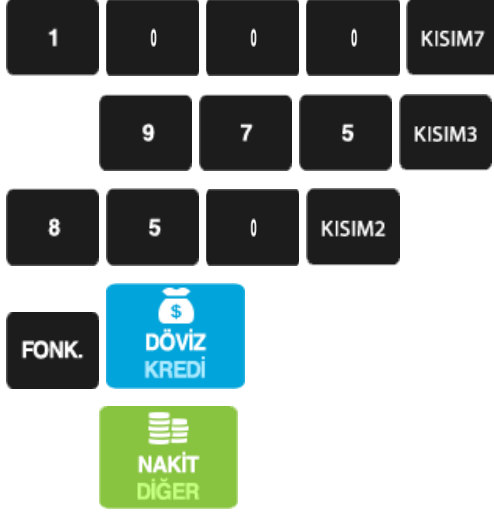 1 0 0 0 KISIM7
9 7 5 KISIM3
8 5 0 KISIM2
FONK. $ DÖVİZ
KREDİ
NAKİT
DİĞER